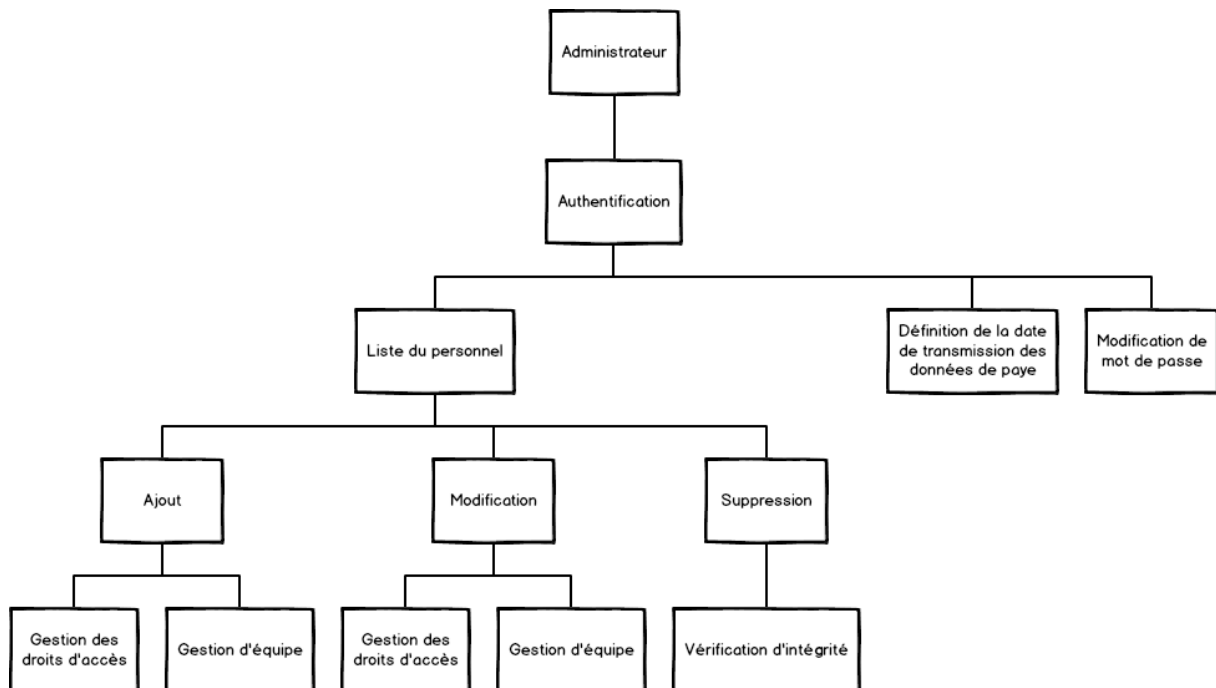 Administrateur
Authentification
Liste du personnel
Définition de la date
de transmission des
données de paye
Modification de
mot de passe
Ajout
Modification
Suppression
Gestion des
droits d'accès
Gestion d'équipe
Gestion des
droits d'accès
Gestion d'équipe
Vérification d'intégrité